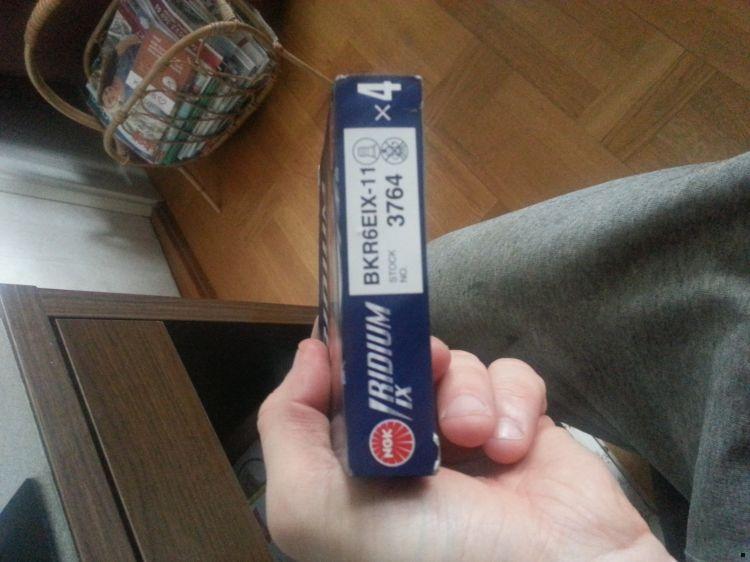 NGK
IRIDIUM
IX
BKR6EIX-11
STOCK
NO.
3764
×4